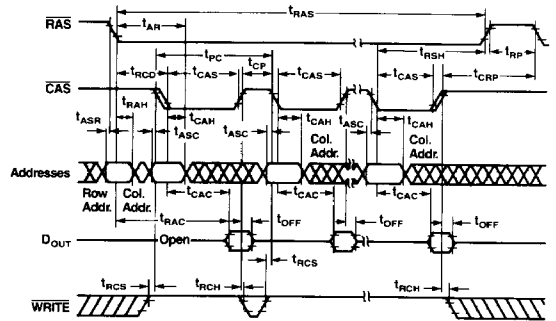 tRAS
RAS
tAR
tPC
tRSH
tRP
tRCD
tCAS
tCP
tCAS
tCAS
tCRP
CAS
tRAH
tCAH
tCAH
tCAH
tASR
tASC
tASC
Col. Addr.
tASC
Col. Addr.
Addresses
Row Addr.
Col. Addr.
tCAC
tCAC
tCAC
tRAC
tOFF
tOFF
tOFF
DOUT
Open
tRCS
tRCS
tRCH
tRCH
WRITE